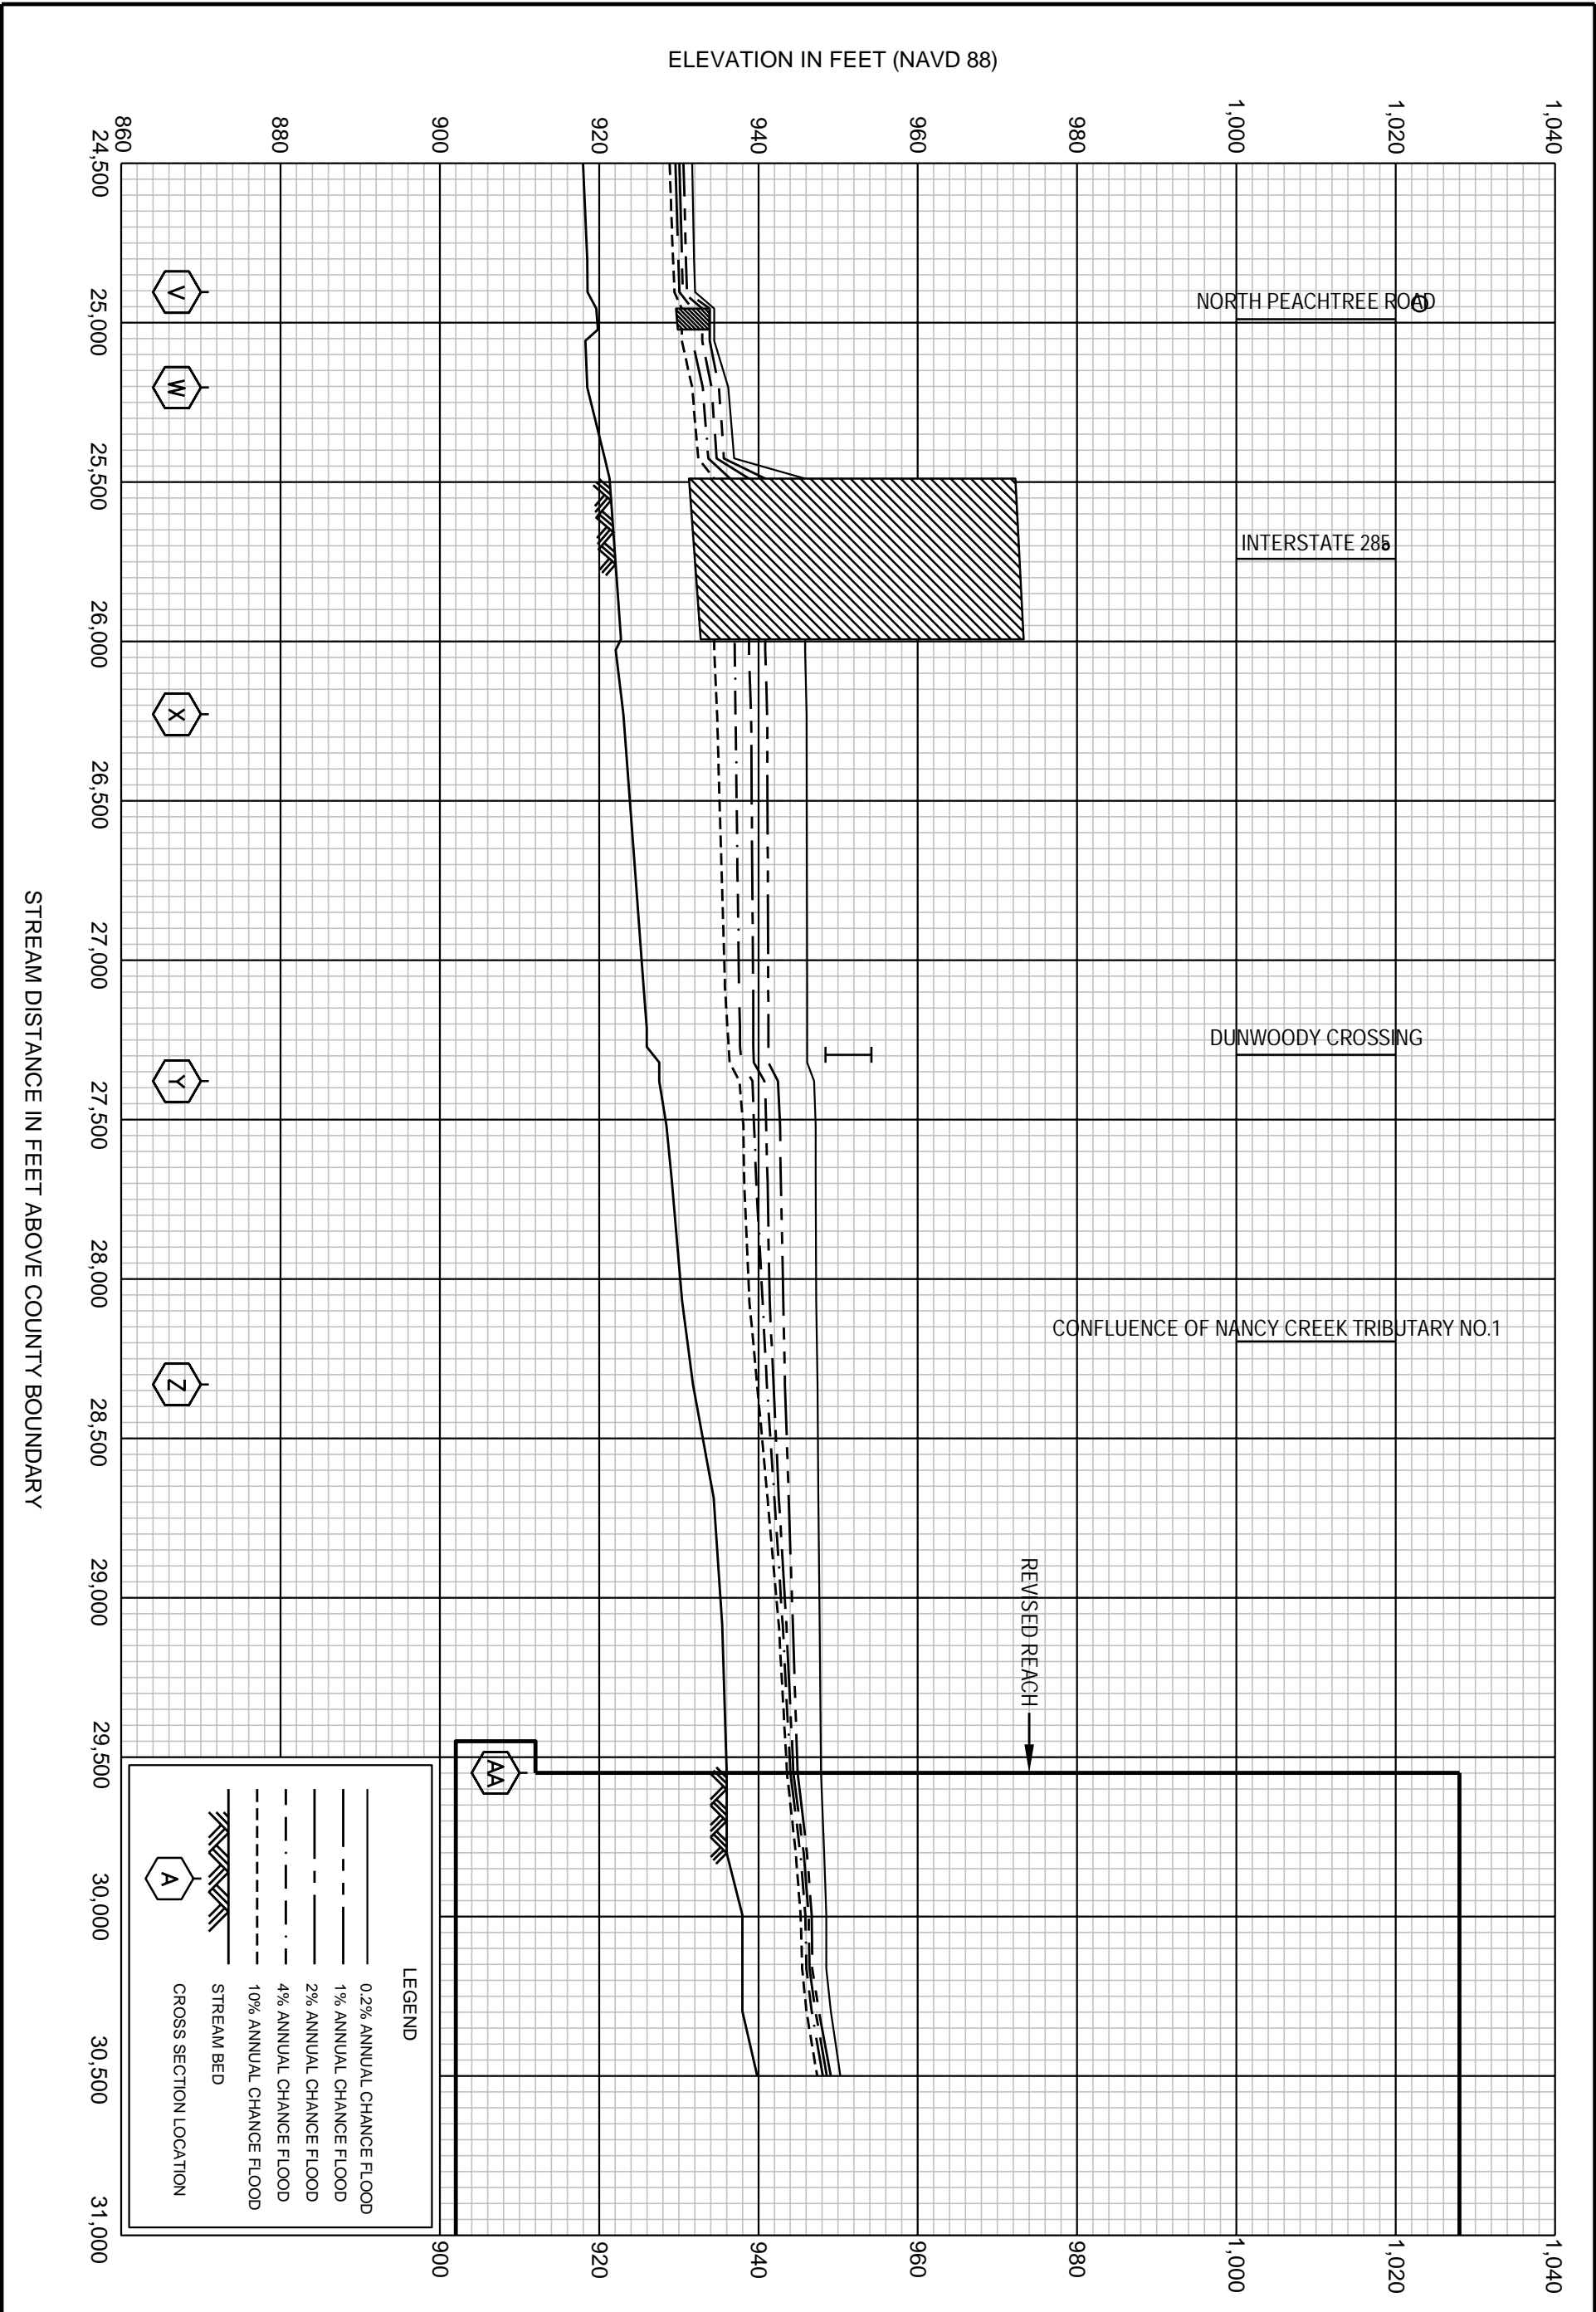 ELEVATION IN FEET (NAVD 88)
1,040
1,020
1,000
980
960
940
920
900
880
860
NORTH PEACHTREE ROAD
INTERSTATE 285
DUNWOODY CROSSING
CONFLUENCE OF NANCY CREEK TRIBUTARY NO.1
REVISED REACH
1,040
1,020
1,000
980
960
940
920
900
V
W
X
Y
Z
AA
24,500
25,000
25,500
26,000
26,500
27,000
27,500
28,000
28,500
29,000
29,500
30,000
30,500
31,000
STREAM DISTANCE IN FEET ABOVE COUNTY BOUNDARY
LEGEND
0.2% ANNUAL CHANCE FLOOD
1% ANNUAL CHANCE FLOOD
2% ANNUAL CHANCE FLOOD
4% ANNUAL CHANCE FLOOD
10% ANNUAL CHANCE FLOOD
STREAM BED
A
CROSS SECTION LOCATION